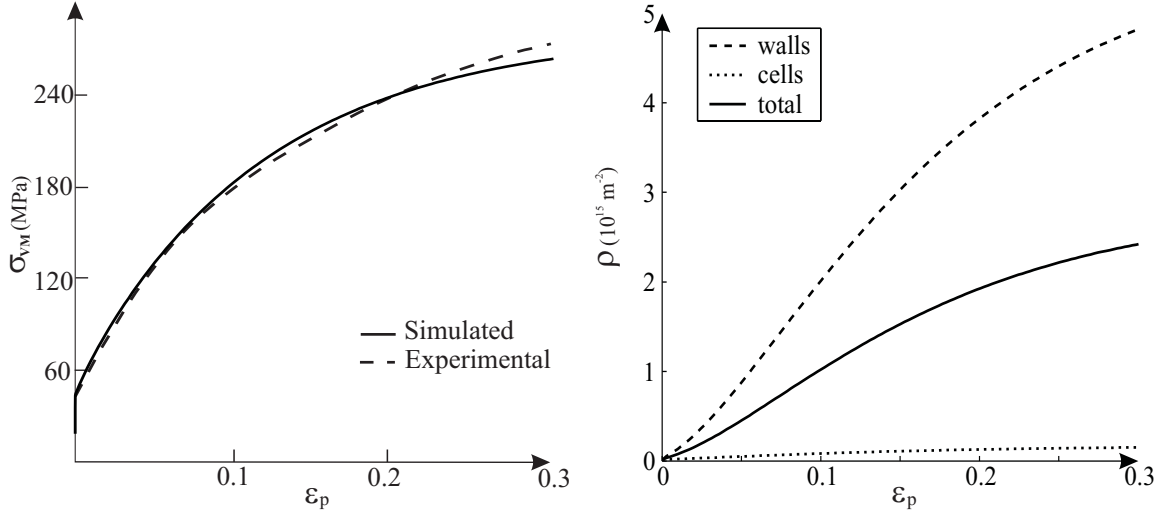 240
180
120
60
σVM (MPa)
Simulated
Experimental
0.1
0.2
0.3
εp
5
4
3
2
1
0
ρ (10¹⁵ m⁻²)
walls
cells
total
0
0.1
0.2
0.3
εp